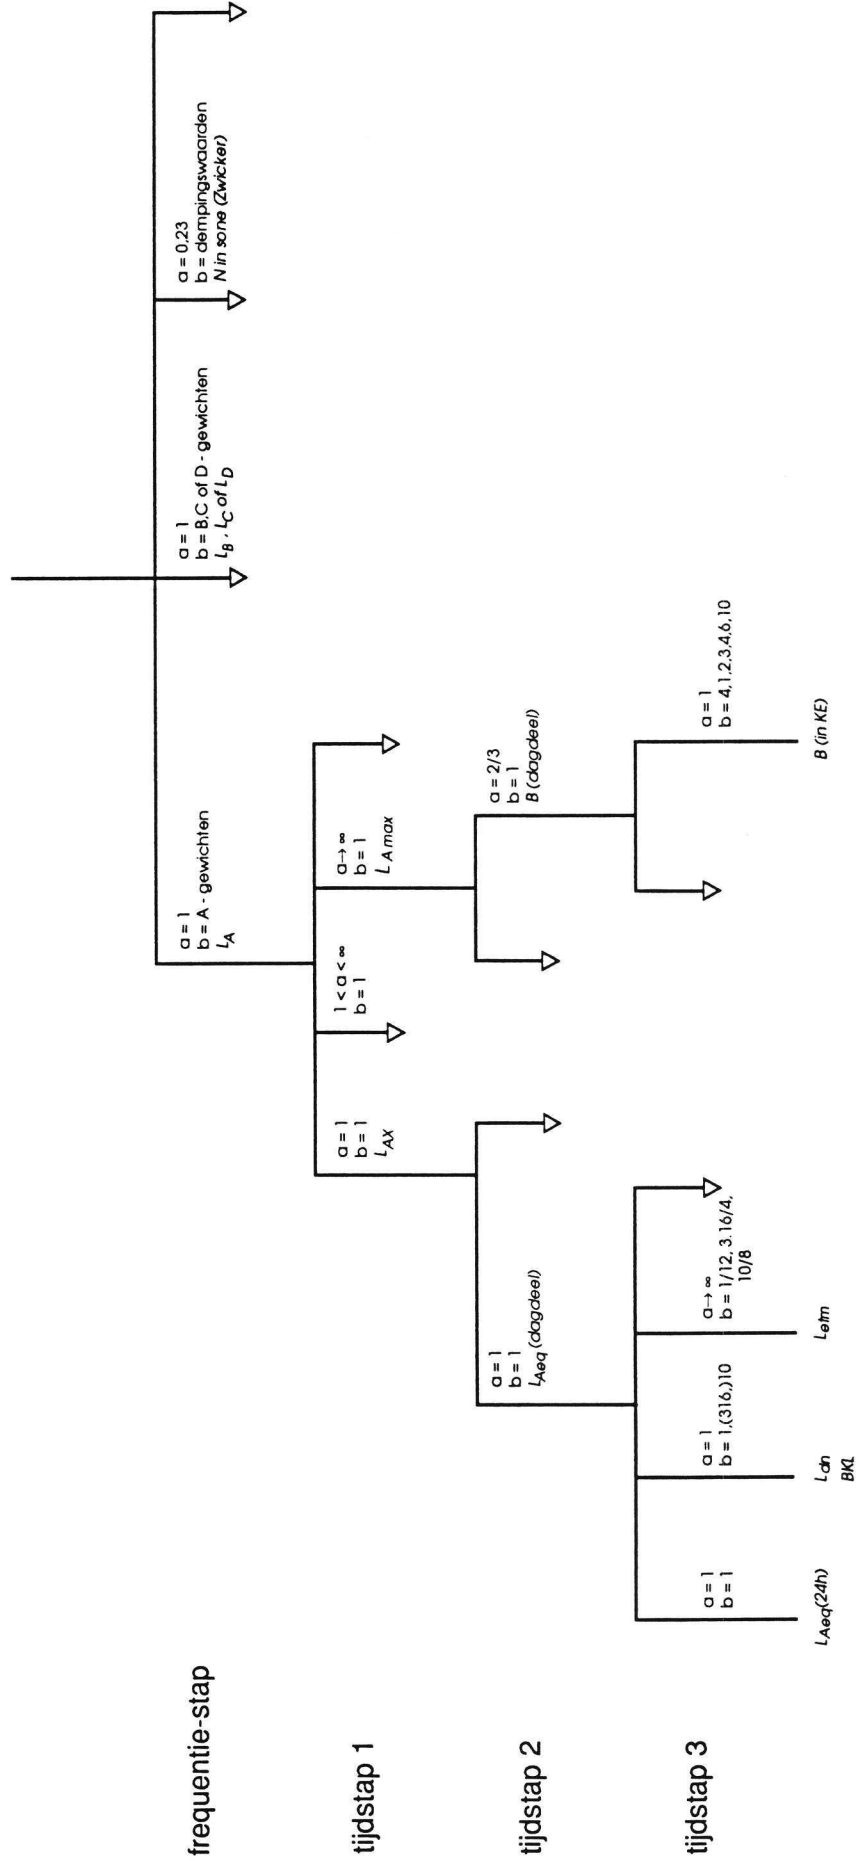 frequentie-stap
a = 1
b = A - gewichten
L_A
a = 1
b = B,C of D - gewichten
L_B, L_C of L_D
a = 0,23
b = dempingswaarden
N in sone (Zwicker)
tijdstap 1
a = 1
b = 1
L_AX
1 < a < ∞
b = 1
a → ∞
b = 1
L_A max
tijdstap 2
a = 1
b = 1
L_Aeq (dagdeel)
a = 2/3
b = 1
B (dagdeel)
tijdstap 3
a = 1
b = 1
L_Aeq (24h)
a = 1
b = 1,(316,)10
L_dn
BKL
a → ∞
b = 1/12, 3.16/4,
10/8
L_etm
a = 1
b = 4,1,2,3,4,6,10
B (in KE)